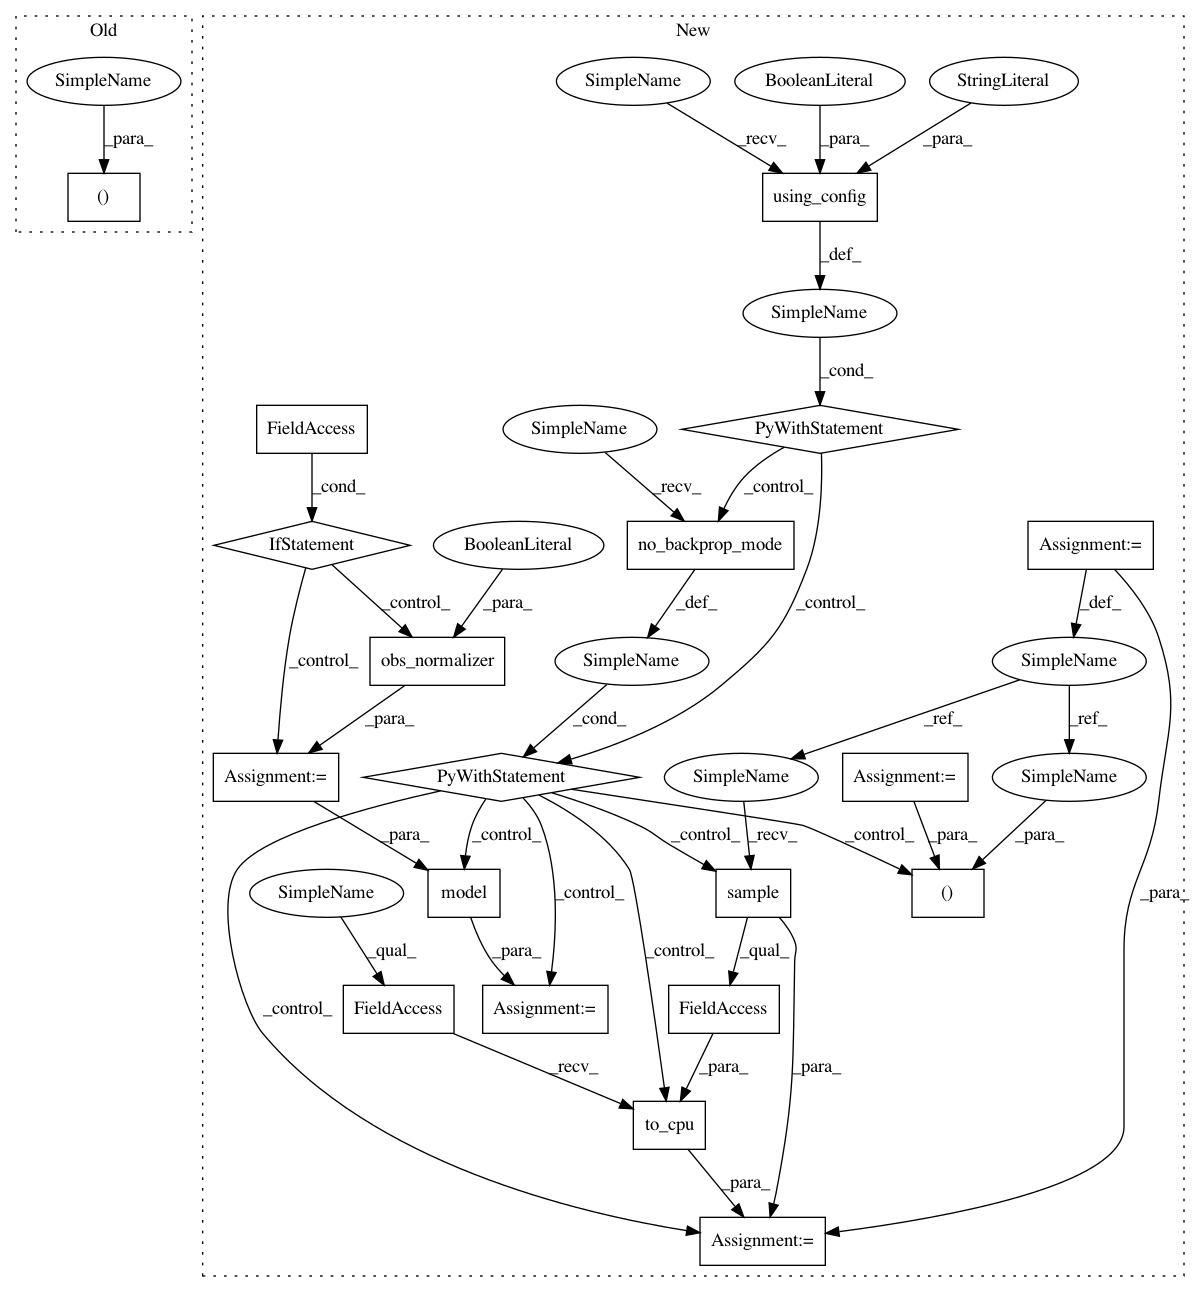 Old
New
SimpleName
SimpleName
BooleanLiteral
StringLiteral
_para_
_recv_
_para_
_para_
()
using_config
_def_
SimpleName
_cond_
FieldAccess
SimpleName
PyWithStatement
_cond_
_recv_
_control_
IfStatement
BooleanLiteral
no_backprop_mode
Assignment:=
_control_
_para_
_def_
_control_
_def_
_control_
obs_normalizer
SimpleName
SimpleName
_para_
_cond_
_ref_
_ref_
Assignment:=
PyWithStatement
SimpleName
Assignment:=
SimpleName
_para_
_control_
_control_
_recv_
_control_
_para_
_para_
SimpleName
model
sample
()
_control_
_para_
_qual_
_para_
_control_
_qual_
_control_
FieldAccess
Assignment:=
FieldAccess
_recv_
_para_
_para_
to_cpu
_para_
Assignment:=